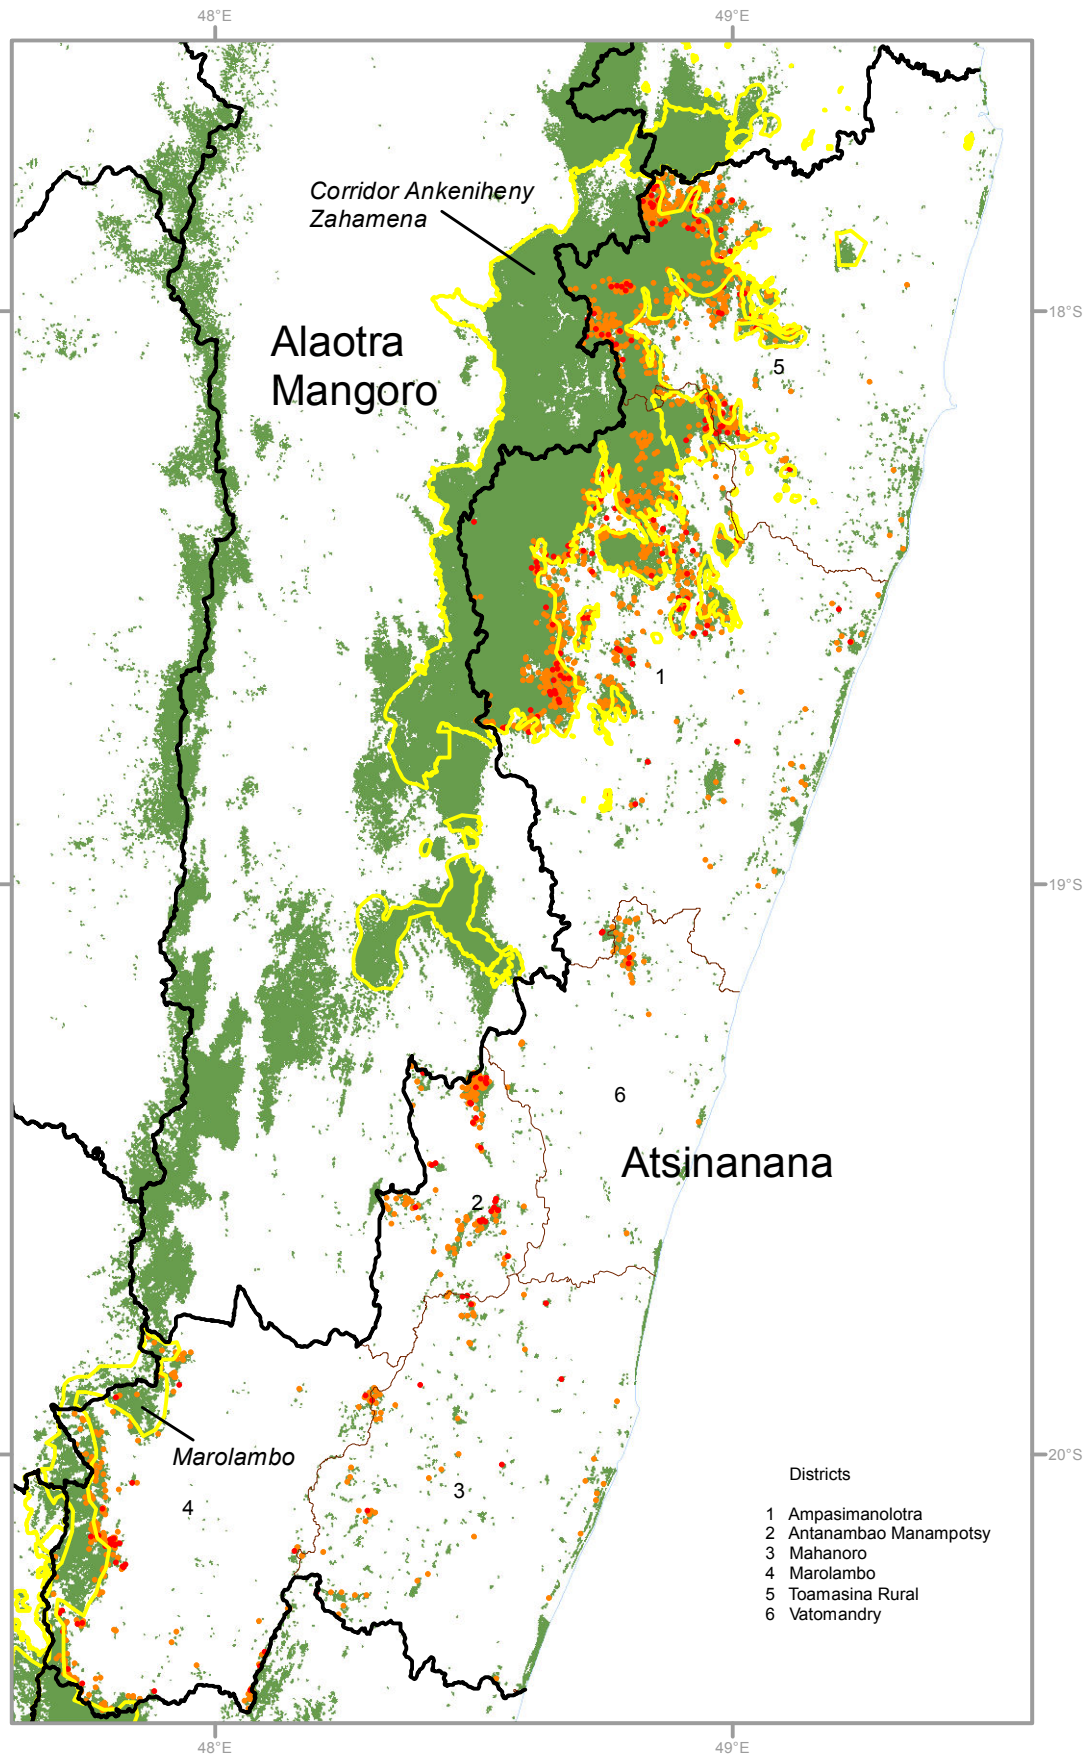 48°E 49°E
Corridor Ankeniheny
Zahamena
18°S
Alaotra
Mangoro
5
1
19°S
6
Atsinanana
2
Marolambo
20°S
4
3
Districts
1 Ampasimanolotra
2 Antanambao Manampotsy
3 Mahanoro
4 Marolambo
5 Toamasina Rural
6 Vatomandry
48°E 49°E